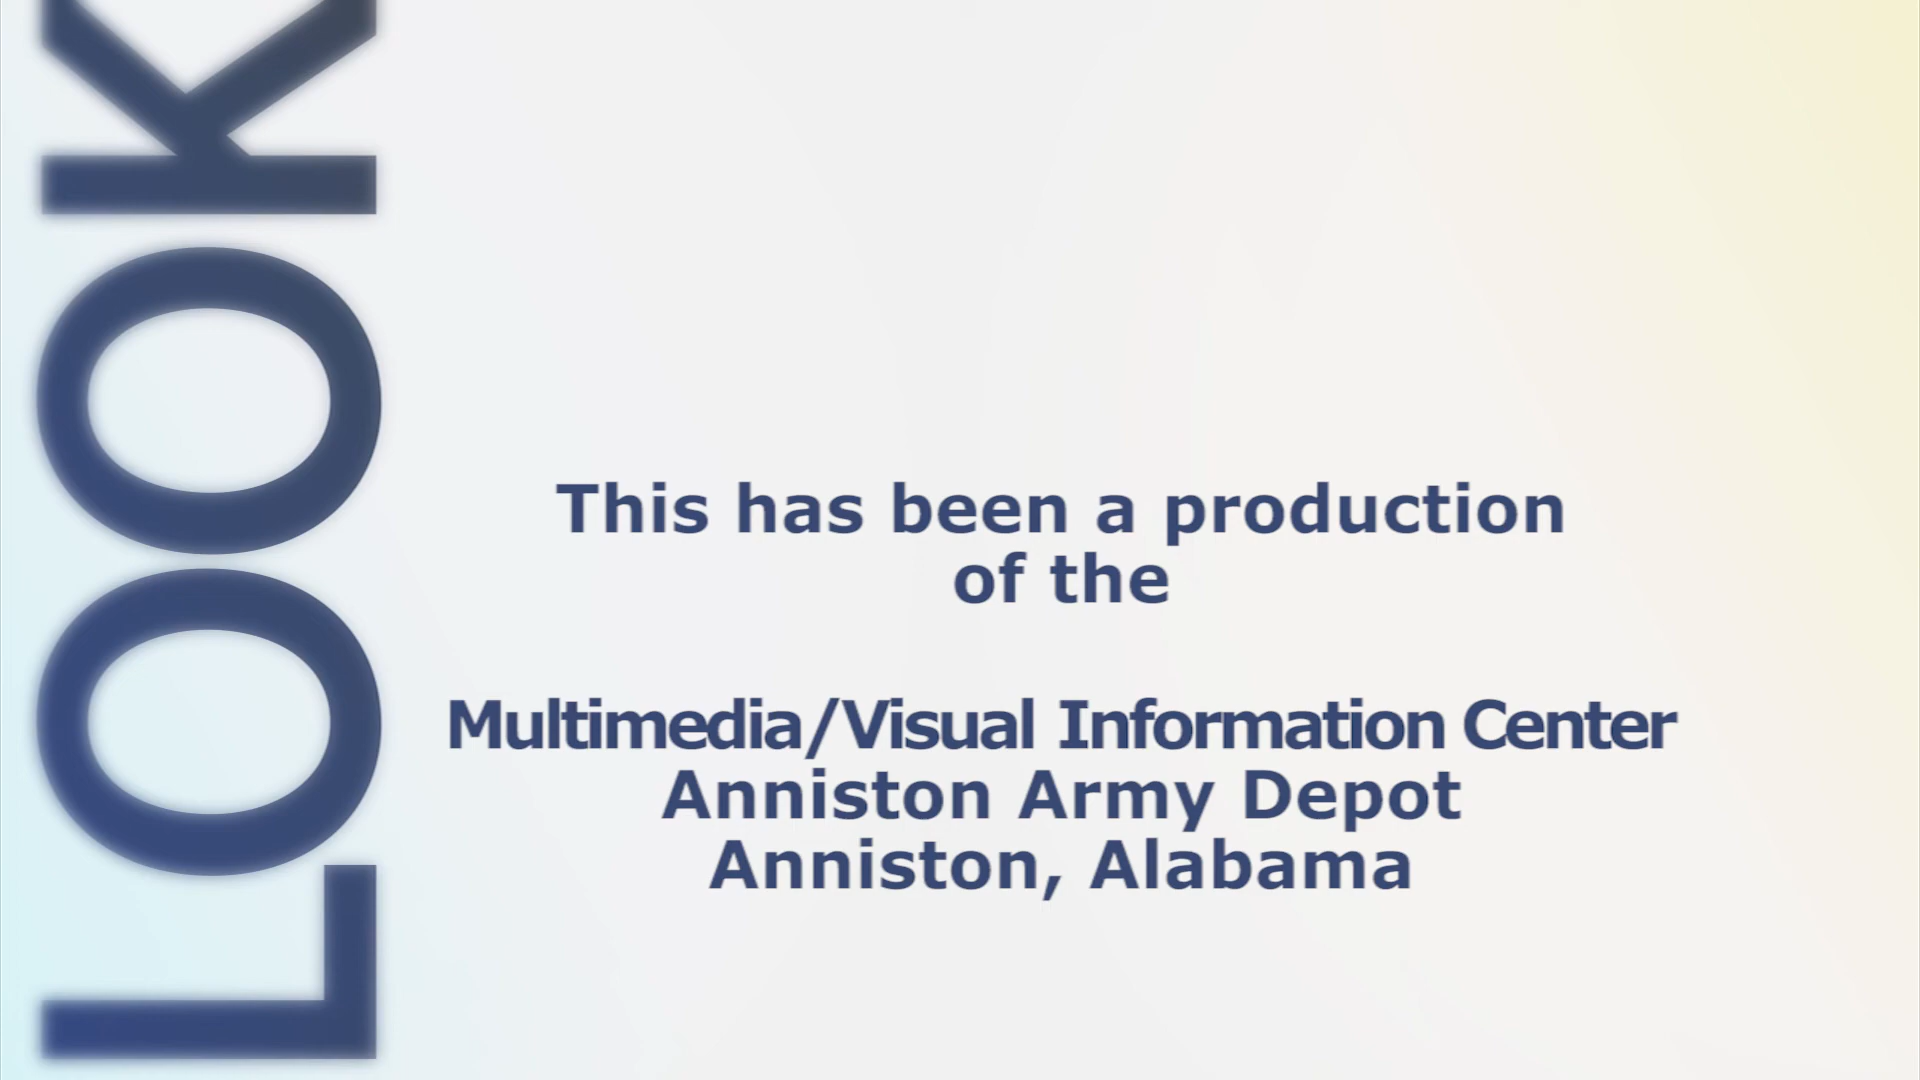 LOOK
This has been a production
of the
Multimedia/Visual Information Center
Anniston Army Depot
Anniston, Alabama